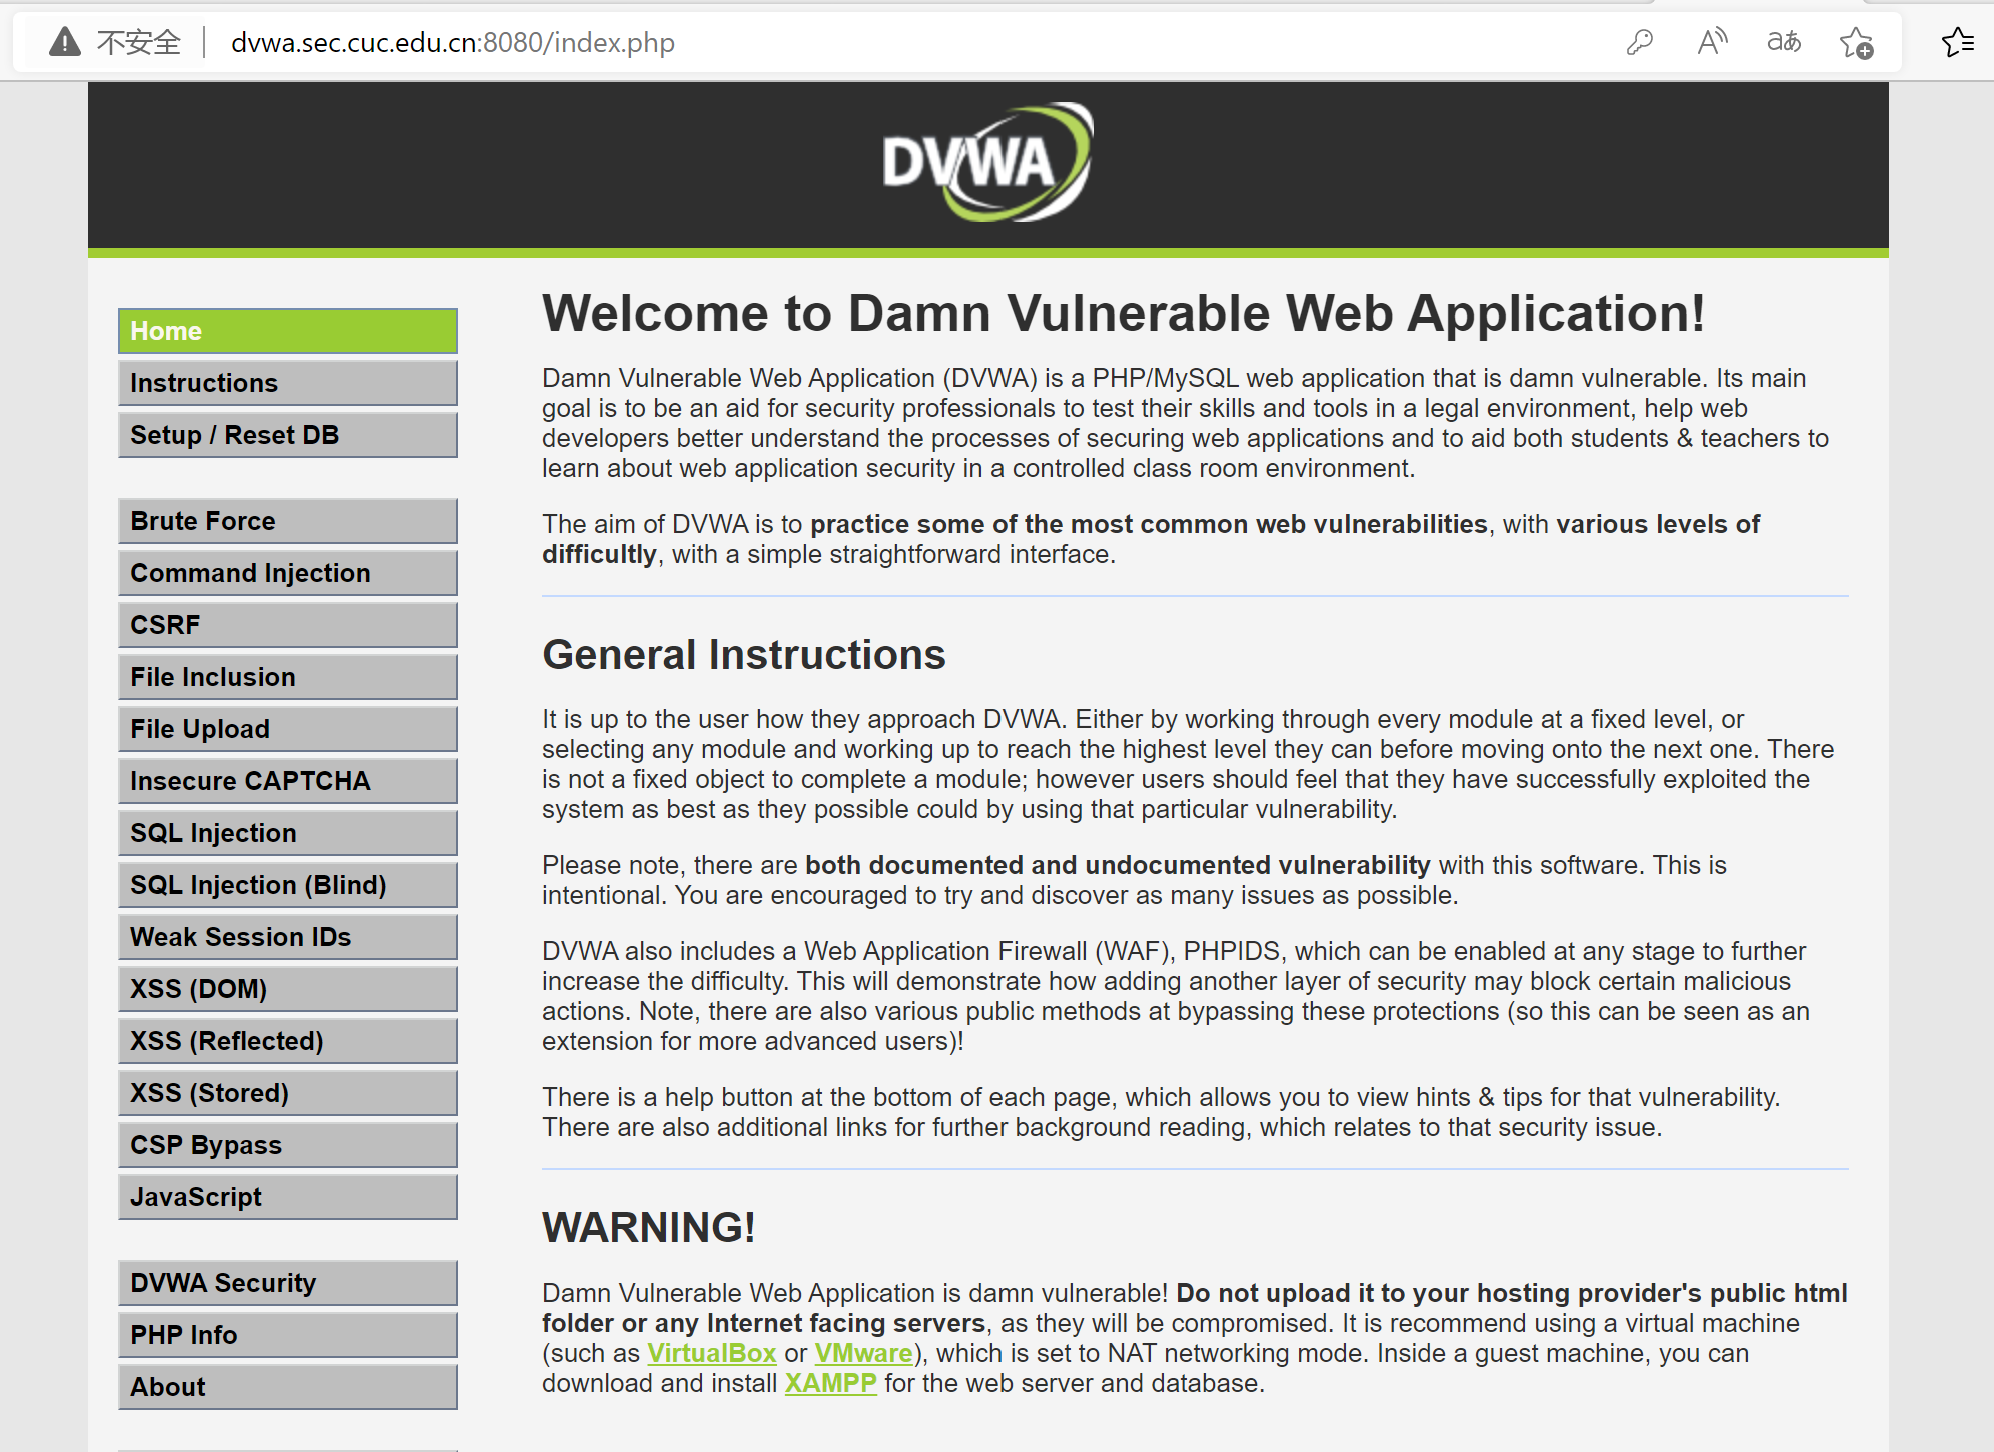 不安全 dvwa.sec.cuc.edu.cn:8080/index.php
DVWA
Home
Instructions
Setup / Reset DB
Brute Force
Command Injection
CSRF
File Inclusion
File Upload
Insecure CAPTCHA
SQL Injection
SQL Injection (Blind)
Weak Session IDs
XSS (DOM)
XSS (Reflected)
XSS (Stored)
CSP Bypass
JavaScript
DVWA Security
PHP Info
About
Welcome to Damn Vulnerable Web Application!
Damn Vulnerable Web Application (DVWA) is a PHP/MySQL web application that is damn vulnerable. Its main
goal is to be an aid for security professionals to test their skills and tools in a legal environment, help web
developers better understand the processes of securing web applications and to aid both students & teachers to
learn about web application security in a controlled class room environment.
The aim of DVWA is to practice some of the most common web vulnerabilities, with various levels of
difficultly, with a simple straightforward interface.
General Instructions
It is up to the user how they approach DVWA. Either by working through every module at a fixed level, or
selecting any module and working up to reach the highest level they can before moving onto the next one. There
is not a fixed object to complete a module; however users should feel that they have successfully exploited the
system as best as they possible could by using that particular vulnerability.
Please note, there are both documented and undocumented vulnerability with this software. This is
intentional. You are encouraged to try and discover as many issues as possible.
DVWA also includes a Web Application Firewall (WAF), PHPIDS, which can be enabled at any stage to further
increase the difficulty. This will demonstrate how adding another layer of security may block certain malicious
actions. Note, there are also various public methods at bypassing these protections (so this can be seen as an
extension for more advanced users)!
There is a help button at the bottom of each page, which allows you to view hints & tips for that vulnerability.
There are also additional links for further background reading, which relates to that security issue.
WARNING!
Damn Vulnerable Web Application is damn vulnerable! Do not upload it to your hosting provider's public html
folder or any Internet facing servers, as they will be compromised. It is recommend using a virtual machine
(such as VirtualBox or VMware), which is set to NAT networking mode. Inside a guest machine, you can
download and install XAMPP for the web server and database.